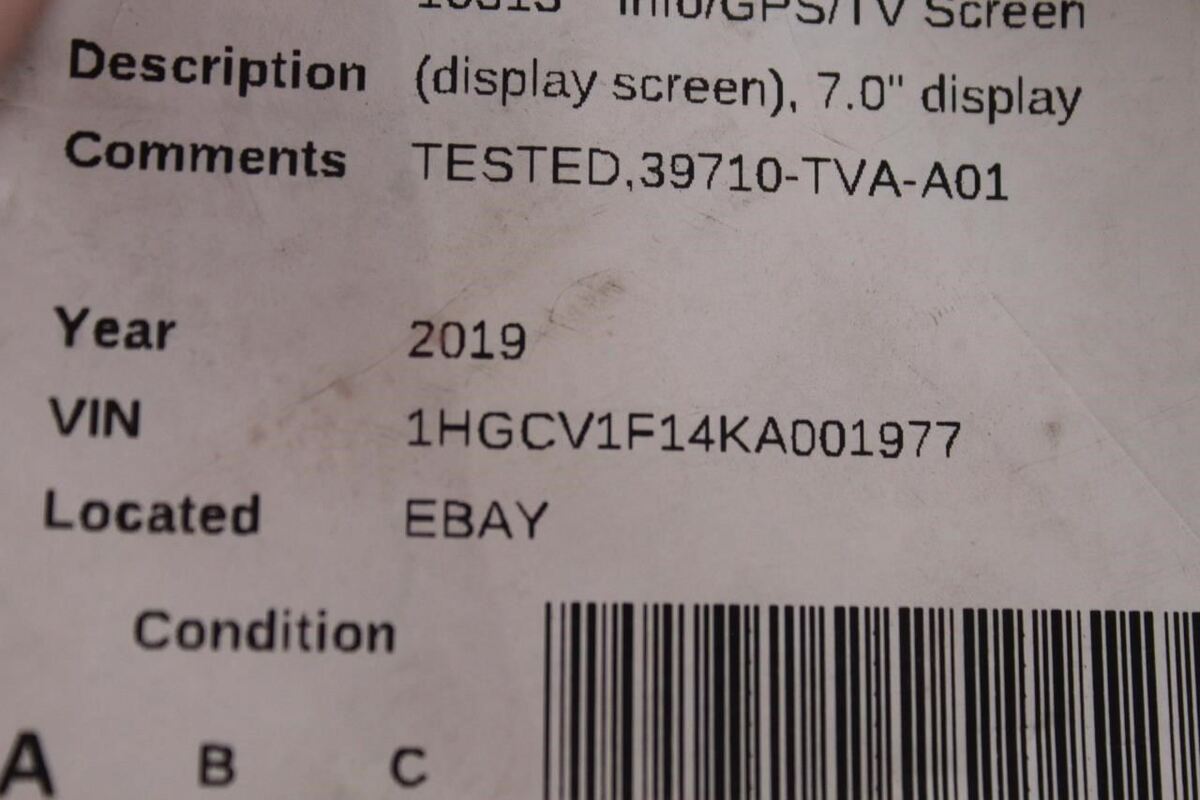 Info/GPS/TV Screen
Description (display screen), 7.0" display
Comments TESTED,39710-TVA-A01
Year 2019
VIN 1HGCV1F14KA001977
Located EBAY
Condition
A B C